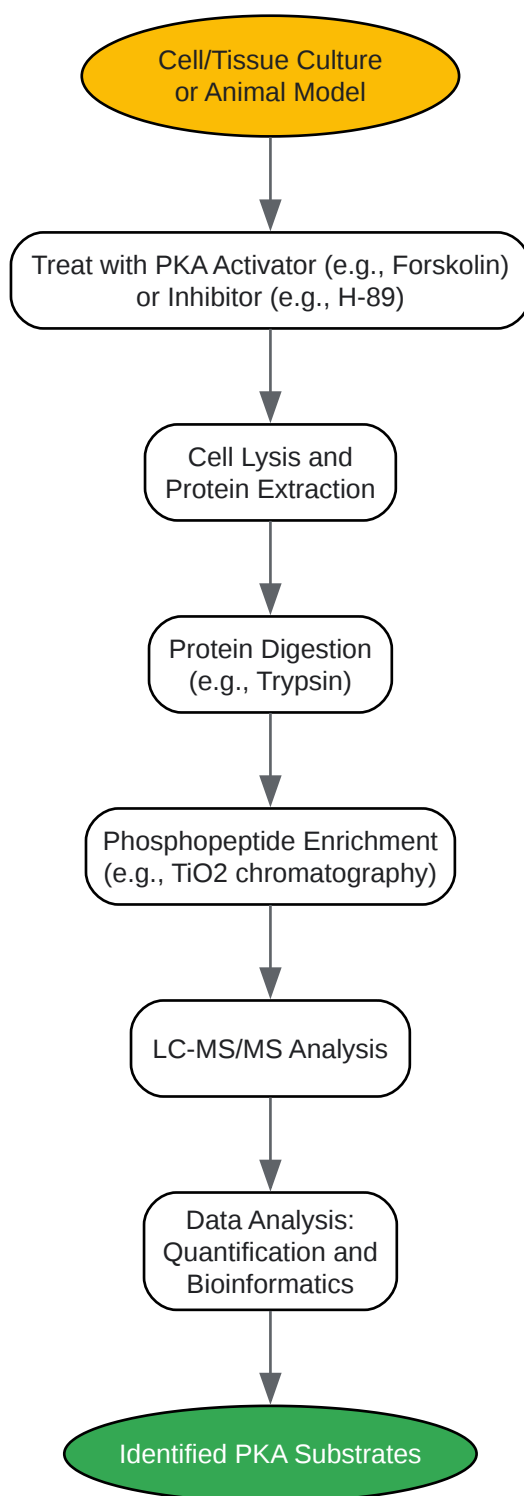 Cell/Tissue Culture
or Animal Model
Treat with PKA Activator (e.g., Forskolin)
or Inhibitor (e.g., H-89)
Cell Lysis and
Protein Extraction
Protein Digestion
(e.g., Trypsin)
Phosphopeptide Enrichment
(e.g., TiO2 chromatography)
LC-MS/MS Analysis
Data Analysis:
Quantification and
Bioinformatics
Identified PKA Substrates